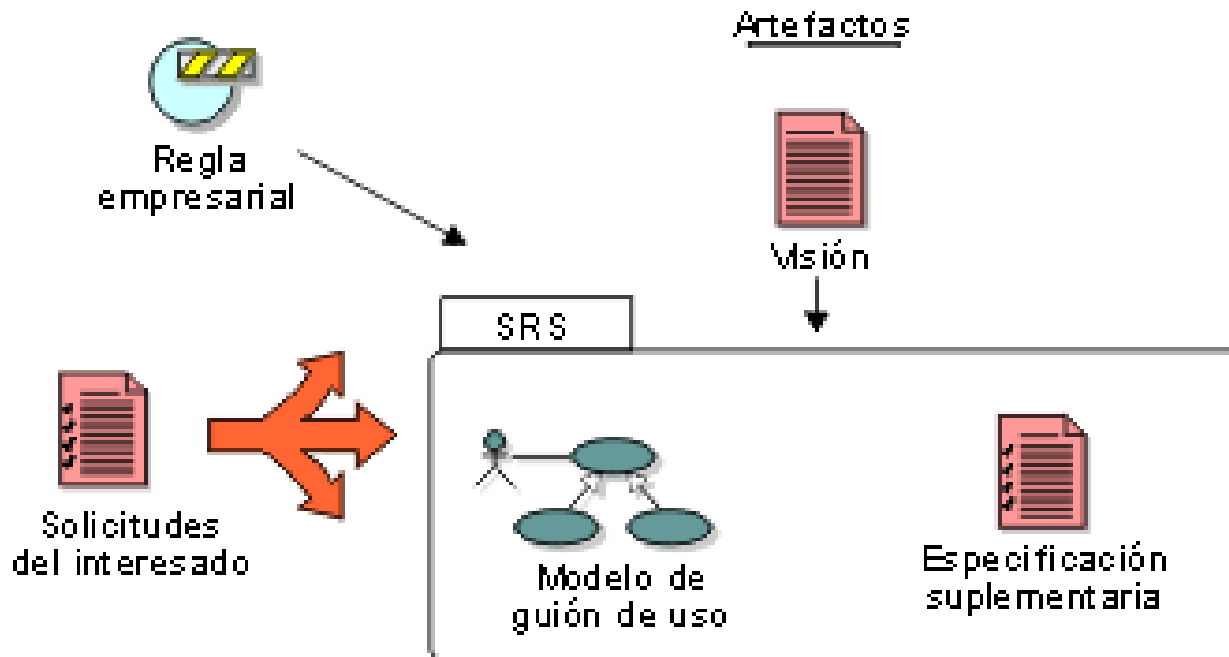 Artefactos
Regla
empresarial
Visión
SRS
Solicitudes
del interesado
Modelo de
guión de uso
Especificación
suplementaria